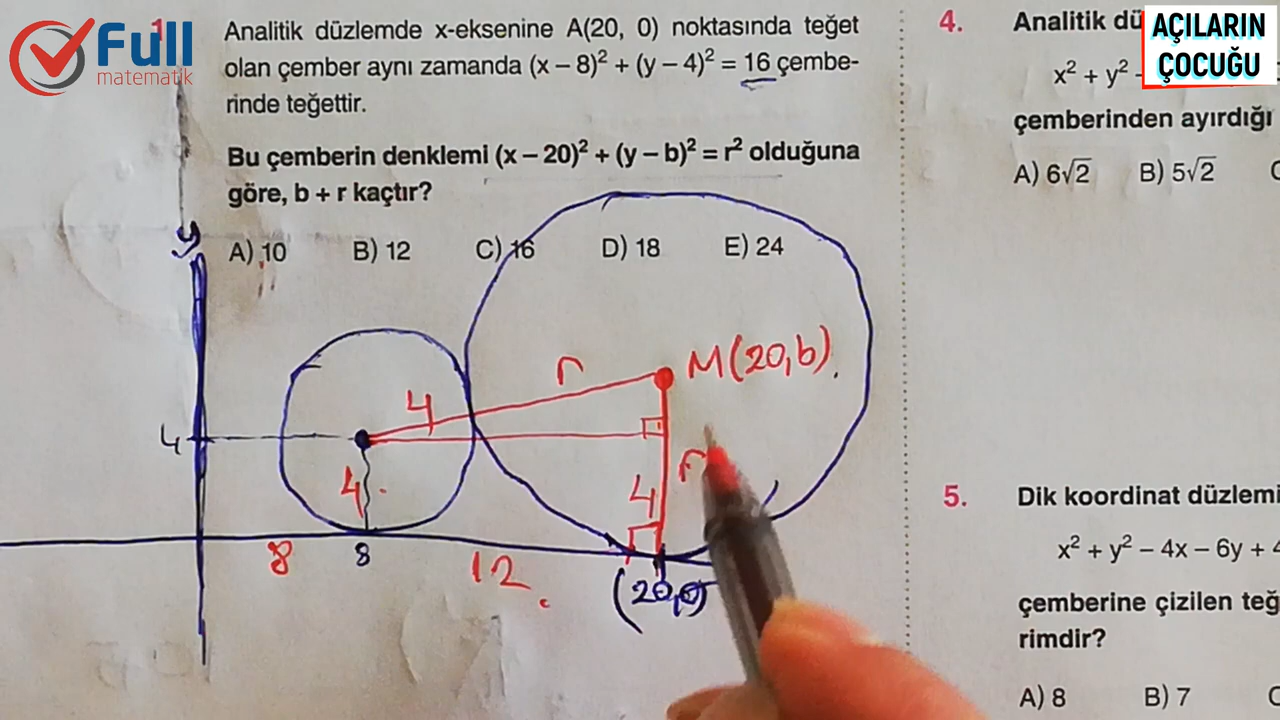 Full
matematik
1.
Analitik düzlemde x-eksenine A(20, 0) noktasında teğet
olan çember aynı zamanda (x – 8)² + (y – 4)² = 16 çembe-
rinde teğettir.
Bu çemberin denklemi (x – 20)² + (y – b)² = r² olduğuna
göre, b + r kaçtır?
A) 10 B) 12 C) 16 D) 18 E) 24
y
M(20,b)
r
4
4
4
r
4
8
8
12
(20,0)
AÇILARIN
ÇOCUĞU
4.
Analitik dü
x² + y² -
çemberinden ayırdığı
A) 6√2 B) 5√2
5.
Dik koordinat düzlemi
x² + y² – 4x – 6y + 4
çemberine çizilen teğ
rimdir?
A) 8 B) 7